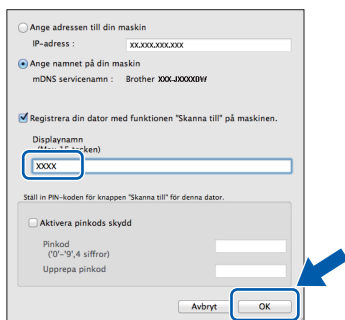 Ange adressen till din maskin
IP-adress : xx.xxx.xxx.xxx
Ange namnet på din maskin
mDNS servicenamn : Brother XXX-JXXXXDW
Registrera din dator med funktionen "Skanna till" på maskinen.
Displaynamn
(Max 15 tecken)
XXXX
Ställ in PIN-koden för knappen "Skanna till" för denna dator.
Aktivera pinkods skydd
Pinkod
('0'-'9',4 siffror)
Upprepa pinkod
Avbryt OK